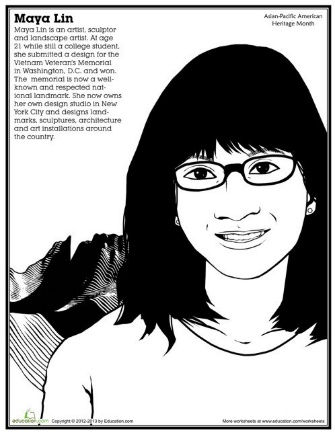 Maya Lin
Maya Lin is an artist, sculptor
and landscape artist. At age
21 while still a college student,
she submitted a design for the
Vietnam Veteran's Memorial
in Washington, D.C. and won.
The memorial is now a well-
known and respected nat-
ional landmark. She now owns
her own design studio in New
York City and designs land-
marks, sculptures, architecture
and art installations around
the country.
Asian-Pacific American
Heritage Month
education.com Copyright © 2012-2013 by Education.com
More worksheets at www.education.com/worksheets